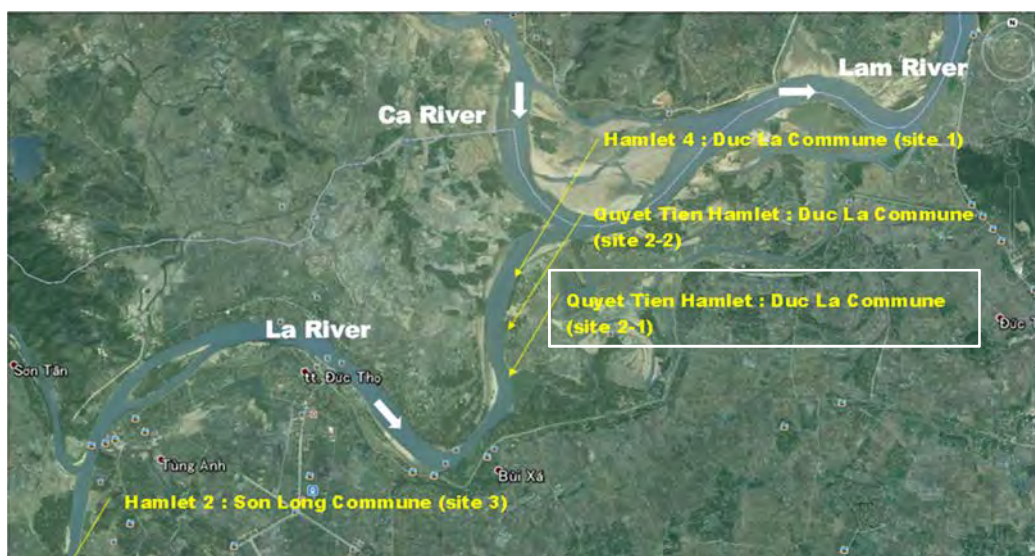 N
Lam River
Ca River
Hamlet 4 : Duc La Commune (site 1)
Quyet Tien Hamlet : Duc La Commune
(site 2-2)
Quyet Tien Hamlet : Duc La Commune
(site 2-1)
Đức T
La River
Sơn Tân
tt. Đức Thọ
Tùng Ảnh
Bùi Xá
Hamlet 2 : Son Long Commune (site 3)